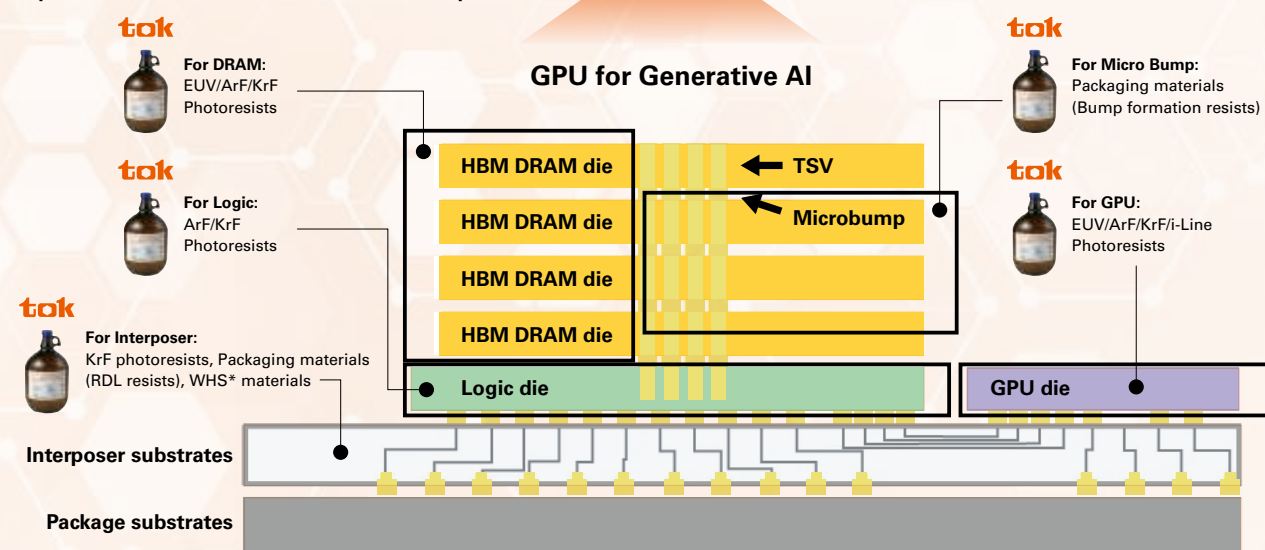 tok
For DRAM:
EUV/ArF/KrF
Photoresists
tok
For Logic:
ArF/KrF
Photoresists
tok
For Interposer:
KrF photoresists, Packaging materials
(RDL resists), WHS* materials
GPU for Generative AI
HBM DRAM die
TSV
HBM DRAM die
Microbump
HBM DRAM die
HBM DRAM die
Logic die
GPU die
tok
For Micro Bump:
Packaging materials
(Bump formation resists)
tok
For GPU:
EUV/ArF/KrF/i-Line
Photoresists
Interposer substrates
Package substrates